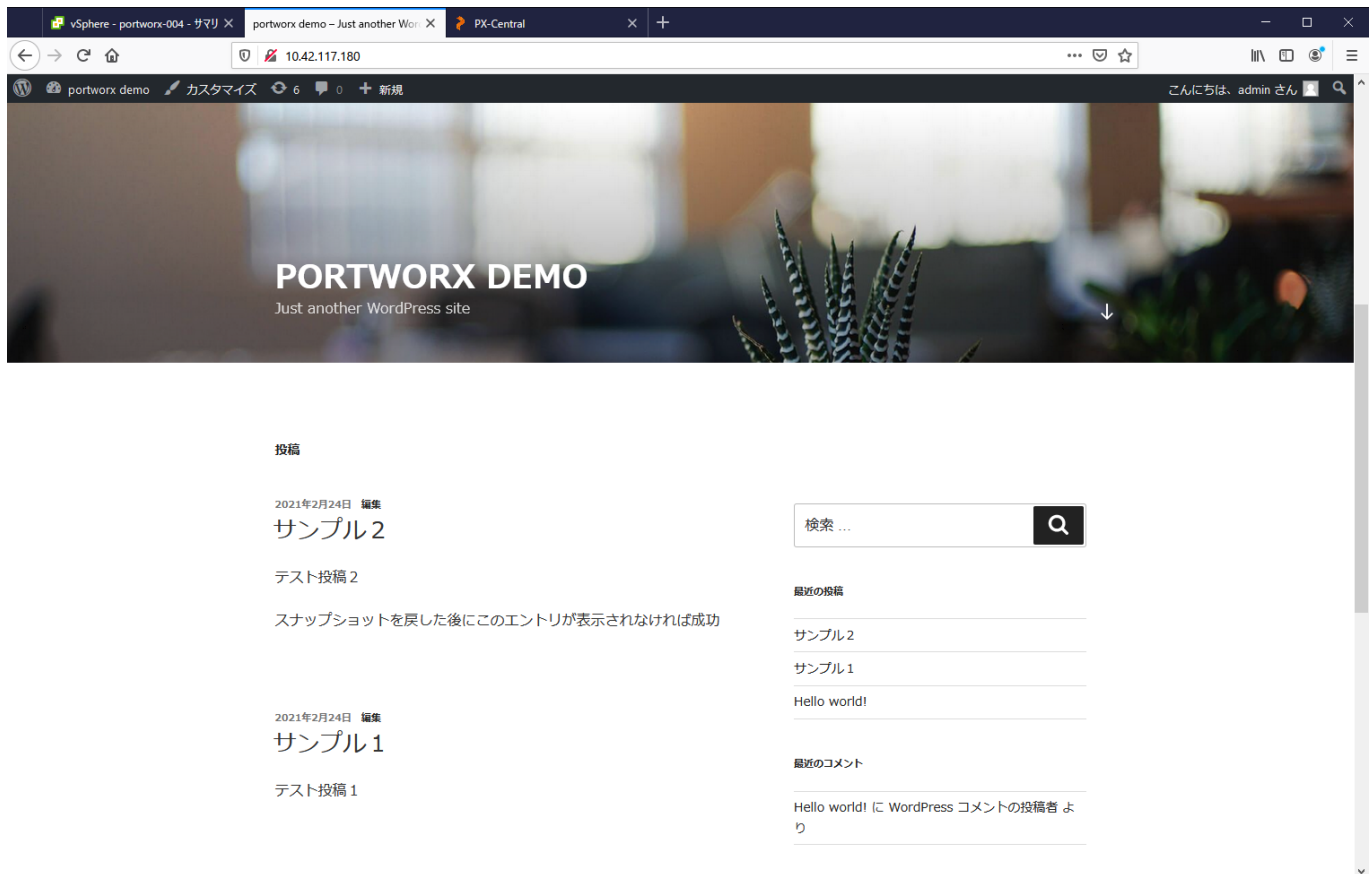 vSphere - portworx-004 - サマリ
portworx demo – Just another Wor
PX-Central
10.42.117.180
portworx demo カスタマイズ 6 0 新規
こんにちは、admin さん
PORTWORX DEMO
Just another WordPress site
投稿
2021年2月24日 編集
サンプル２
テスト投稿２
スナップショットを戻した後にこのエントリが表示されなければ成功
2021年2月24日 編集
サンプル１
テスト投稿１
検索 …
最近の投稿
サンプル２
サンプル１
Hello world!
最近のコメント
Hello world! に WordPress コメントの投稿者 よ
り